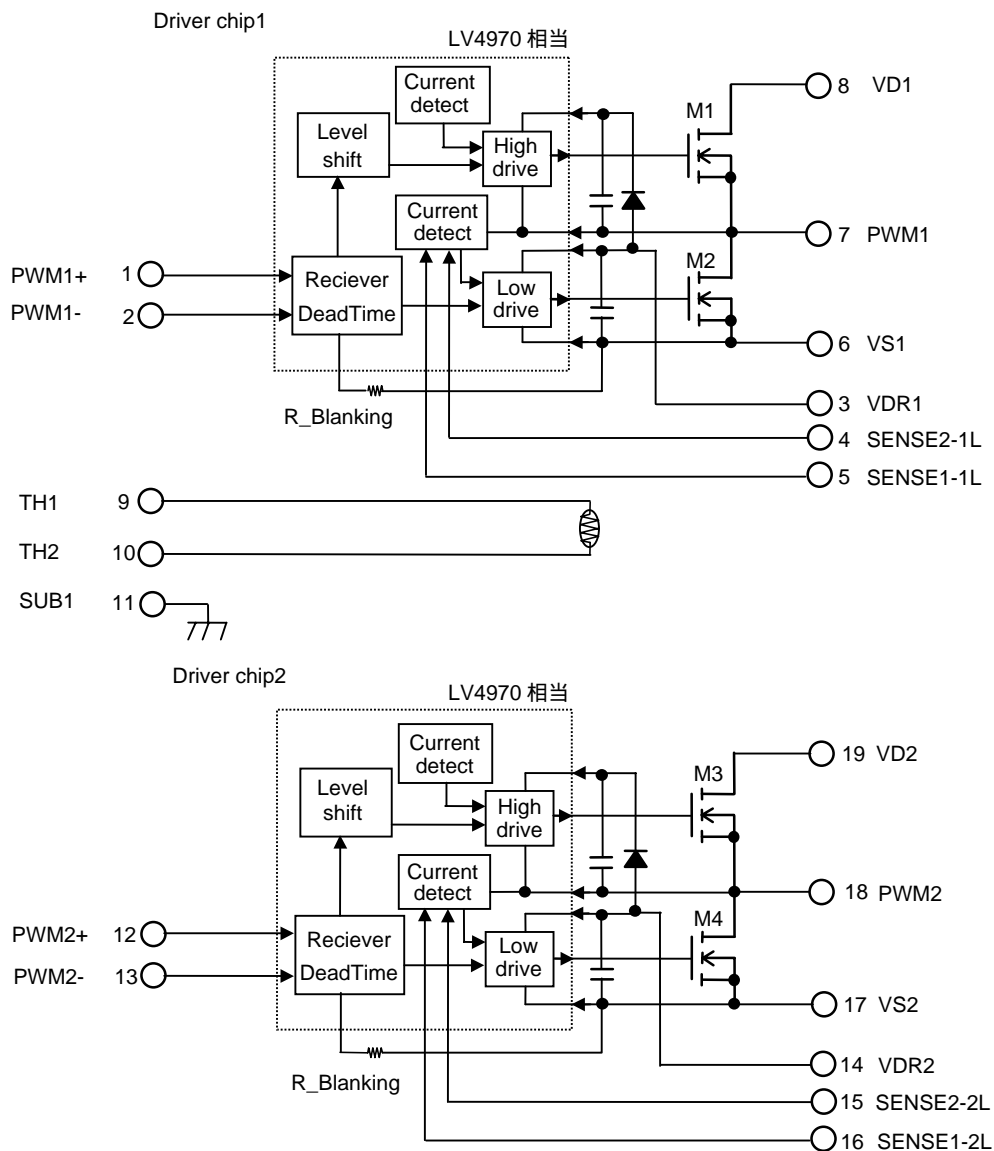 Driver chip1
LV4970 相当
Current
detect
8 VD1
M1
Level
shift
High
drive
Current
detect
7 PWM1
PWM1+ 1
M2
Reciever
DeadTime
Low
drive
PWM1- 2
6 VS1
R_Blanking
3 VDR1
4 SENSE2-1L
5 SENSE1-1L
TH1 9
TH2 10
SUB1 11
Driver chip2
LV4970 相当
Current
detect
19 VD2
M3
Level
shift
High
drive
Current
detect
18 PWM2
PWM2+ 12
M4
Reciever
DeadTime
Low
drive
PWM2- 13
17 VS2
R_Blanking
14 VDR2
15 SENSE2-2L
16 SENSE1-2L